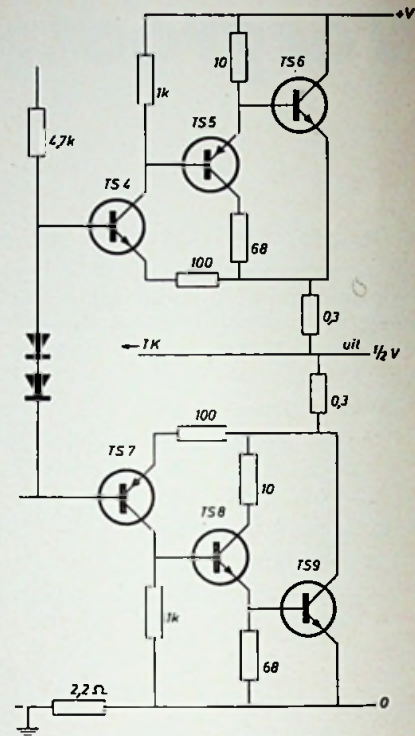 +V
10
TS6
1k
TS5
4,7k
TS4
68
100
0,3
← TK
uit
1/2 V
0,3
100
TS7
10
TS8
TS9
1k
68
2,2 Ω
0